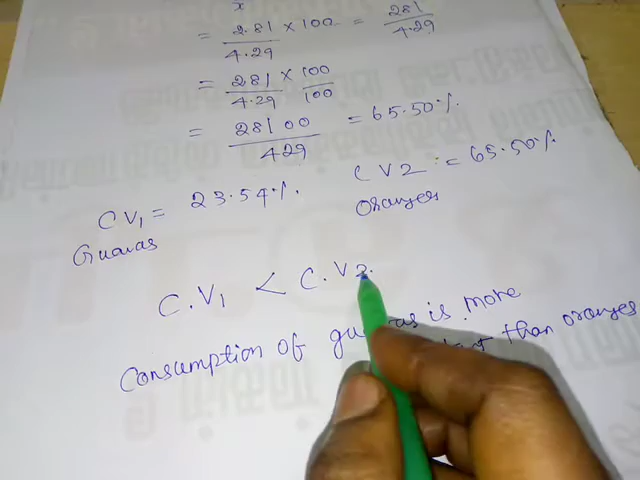 x̄
= 2.81/4.29 × 100 = 281/4.29
= 281/4.29 × 100/100
= 28100/429 = 65.50%.
CV₁ = 23.54%. CV2 = 65.50%
Guavas Oranges
C.V₁ < C.V2.
Consumption of guavas is more
than oranges